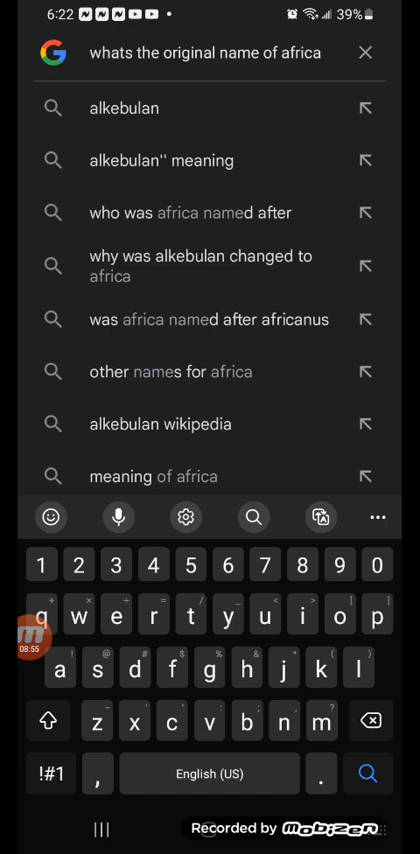 6:22 39%
whats the original name of africa
alkebulan
alkebulan'' meaning
who was africa named after
why was alkebulan changed to
africa
was africa named after africanus
other names for africa
alkebulan wikipedia
meaning of africa
1 2 3 4 5 6 7 8 9 0
+ × ÷ = / _ < > [ ]
q w e r t y u i o p
! @ # $ % ^ & * ( )
a s d f g h j k l
08:55
- ' " : ; , ?
z x c v b n m
!#1 , English (US) .
Recorded by mobizen